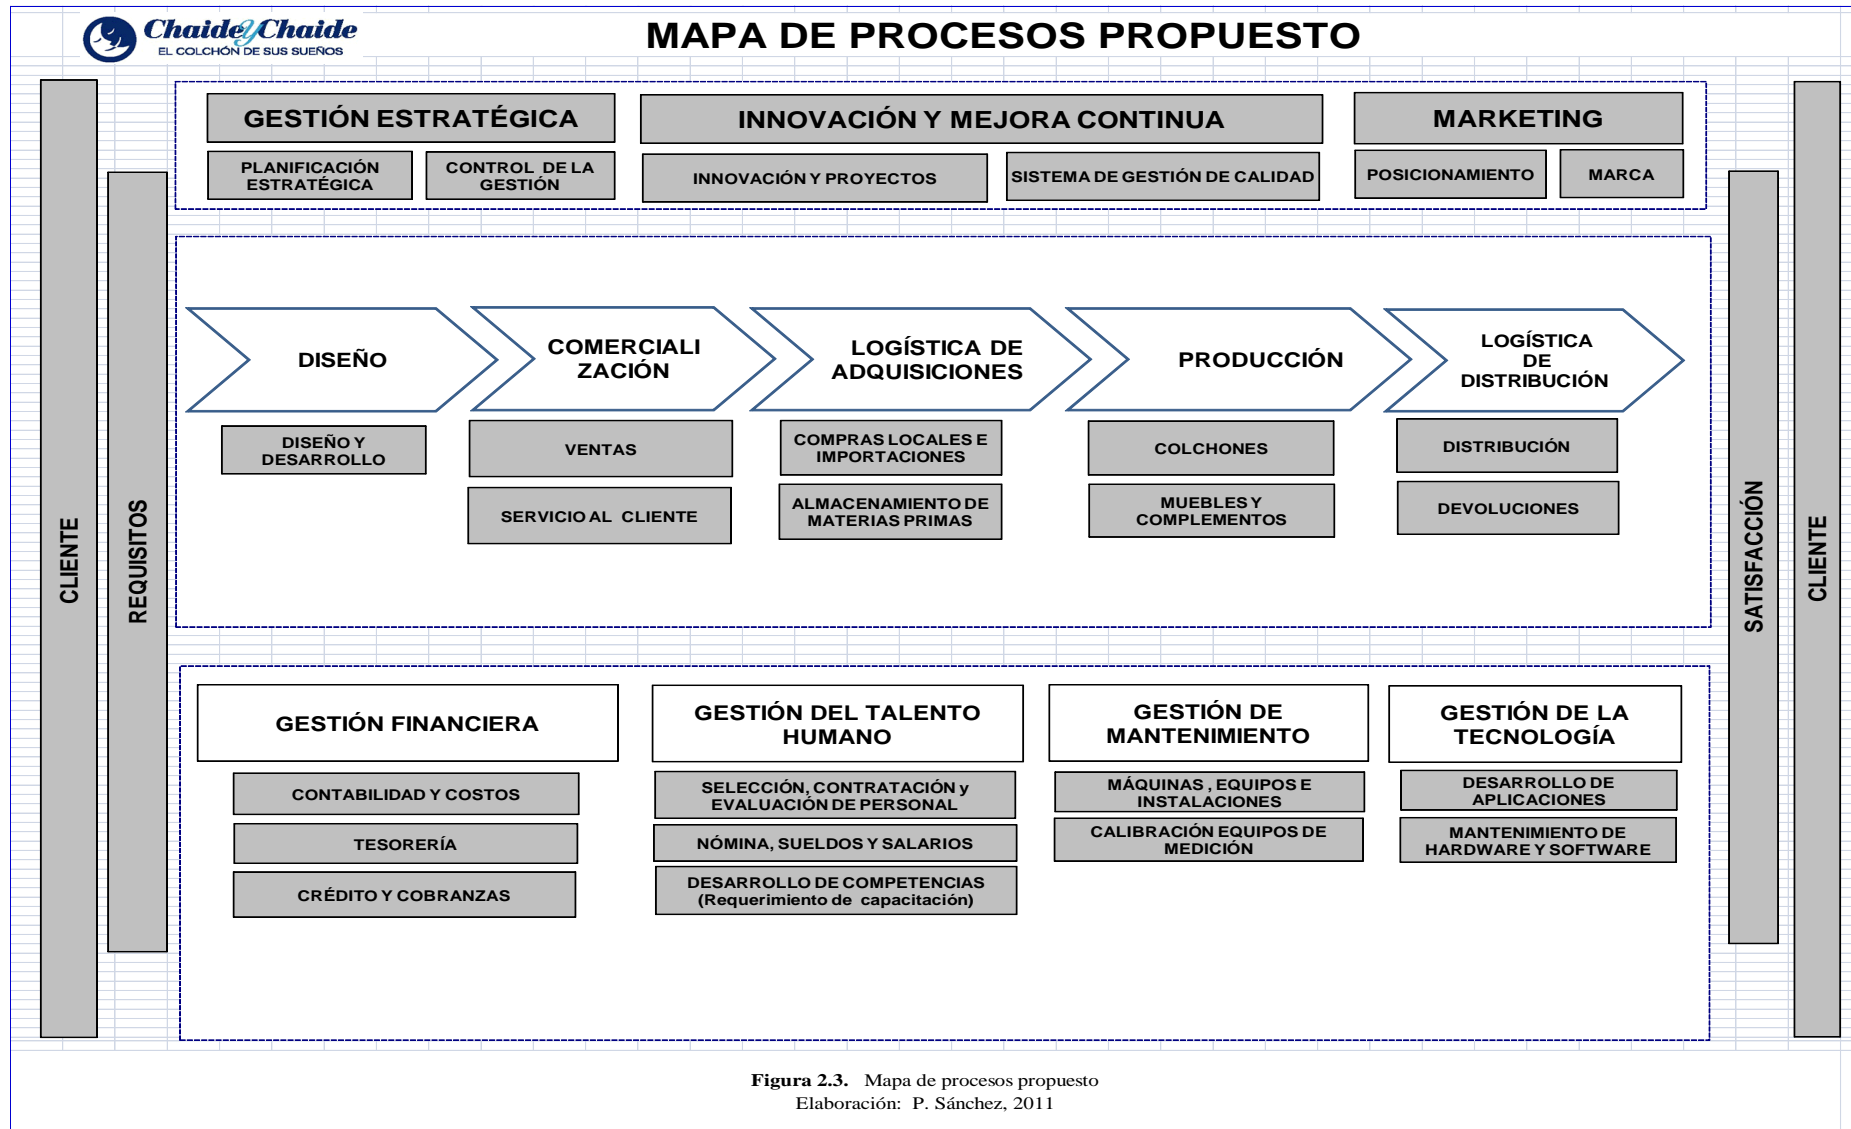 Chaide y Chaide
EL COLCHÓN DE SUS SUEÑOS
MAPA DE PROCESOS PROPUESTO
CLIENTE
REQUISITOS
GESTIÓN ESTRATÉGICA
PLANIFICACIÓN
ESTRATÉGICA
CONTROL DE LA
GESTIÓN
INNOVACIÓN Y MEJORA CONTINUA
INNOVACIÓN Y PROYECTOS
SISTEMA DE GESTIÓN DE CALIDAD
MARKETING
POSICIONAMIENTO
MARCA
DISEÑO
DISEÑO Y
DESARROLLO
COMERCIALI
ZACIÓN
VENTAS
SERVICIO AL CLIENTE
LOGÍSTICA DE
ADQUISICIONES
COMPRAS LOCALES E
IMPORTACIONES
ALMACENAMIENTO DE
MATERIAS PRIMAS
PRODUCCIÓN
COLCHONES
MUEBLES Y
COMPLEMENTOS
LOGÍSTICA
DE
DISTRIBUCIÓN
DISTRIBUCIÓN
DEVOLUCIONES
GESTIÓN FINANCIERA
CONTABILIDAD Y COSTOS
TESORERÍA
CRÉDITO Y COBRANZAS
GESTIÓN DEL TALENTO
HUMANO
SELECCIÓN, CONTRATACIÓN y
EVALUACIÓN DE PERSONAL
NÓMINA, SUELDOS Y SALARIOS
DESARROLLO DE COMPETENCIAS
(Requerimiento de capacitación)
GESTIÓN DE
MANTENIMIENTO
MÁQUINAS , EQUIPOS E
INSTALACIONES
CALIBRACIÓN EQUIPOS DE
MEDICIÓN
GESTIÓN DE LA
TECNOLOGÍA
DESARROLLO DE
APLICACIONES
MANTENIMIENTO DE
HARDWARE Y SOFTWARE
SATISFACCIÓN
CLIENTE
Figura 2.3. Mapa de procesos propuesto
Elaboración: P. Sánchez, 2011